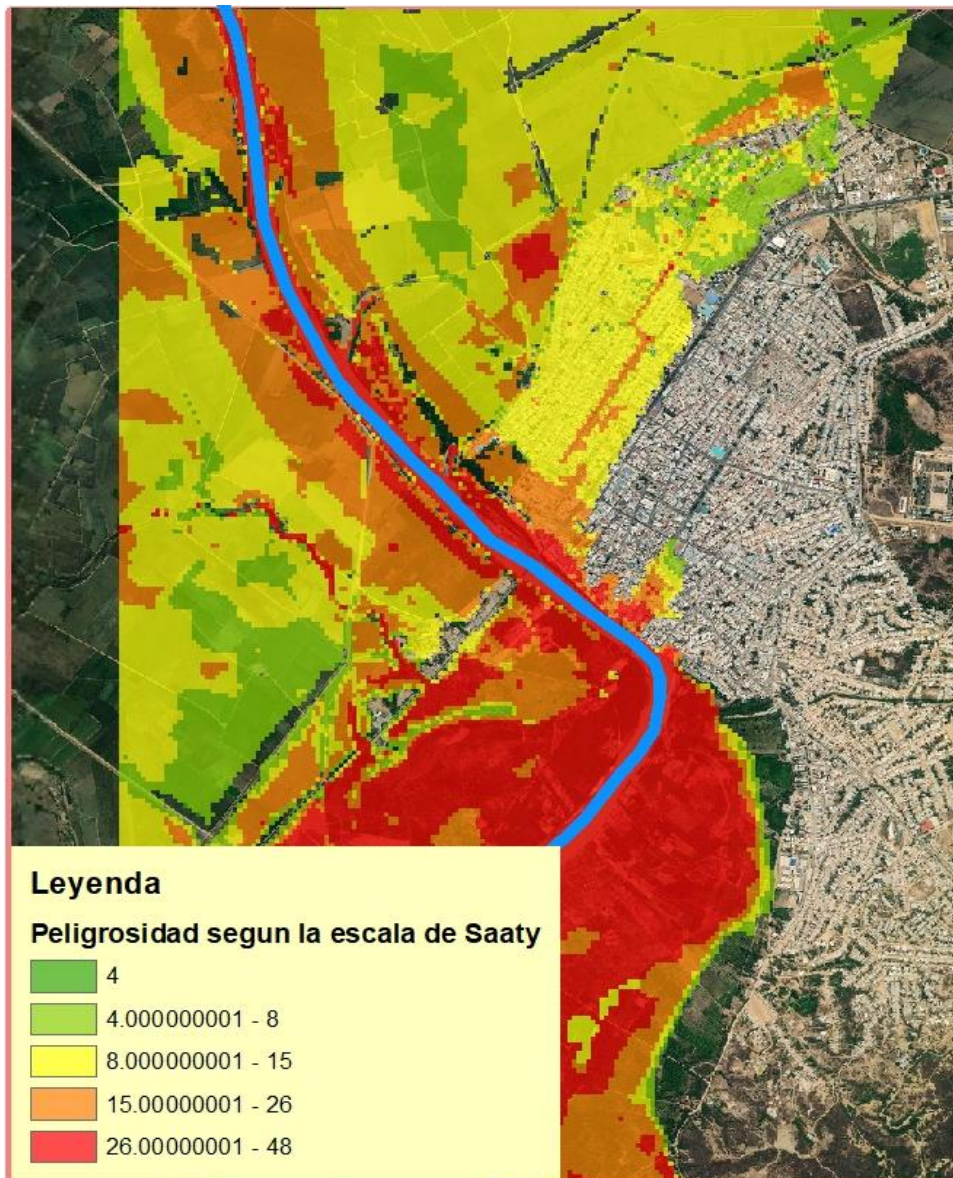 Leyenda
Peligrosidad segun la escala de Saaty
4
4.000000001 - 8
8.000000001 - 15
15.00000001 - 26
26.00000001 - 48